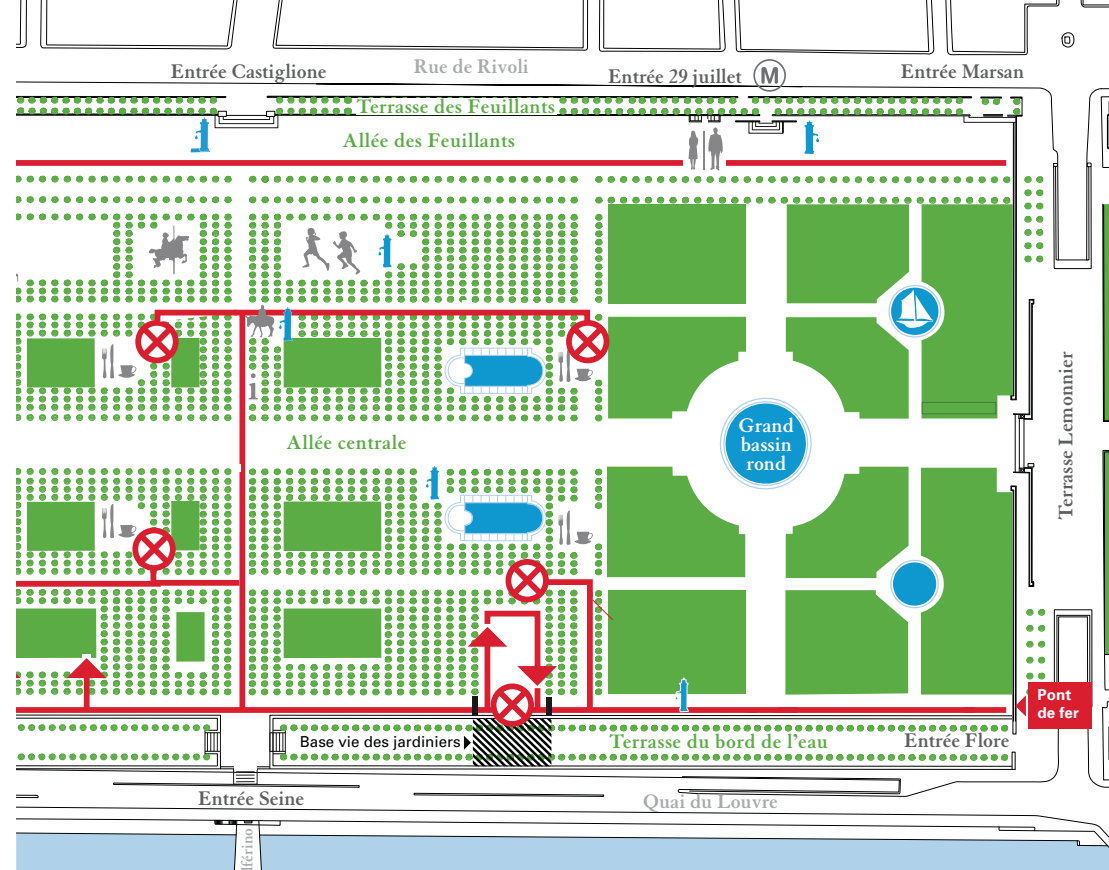 Entrée Castiglione
Rue de Rivoli
Entrée 29 juillet M
Entrée Marsan
Terrasse des Feuillants
Allée des Feuillants
i
Allée centrale
Grand
bassin
rond
Terrasse Lemonnier
Pont
de fer
Base vie des jardiniers
Terrasse du bord de l'eau
Entrée Flore
Entrée Seine
Quai du Louvre
lférino